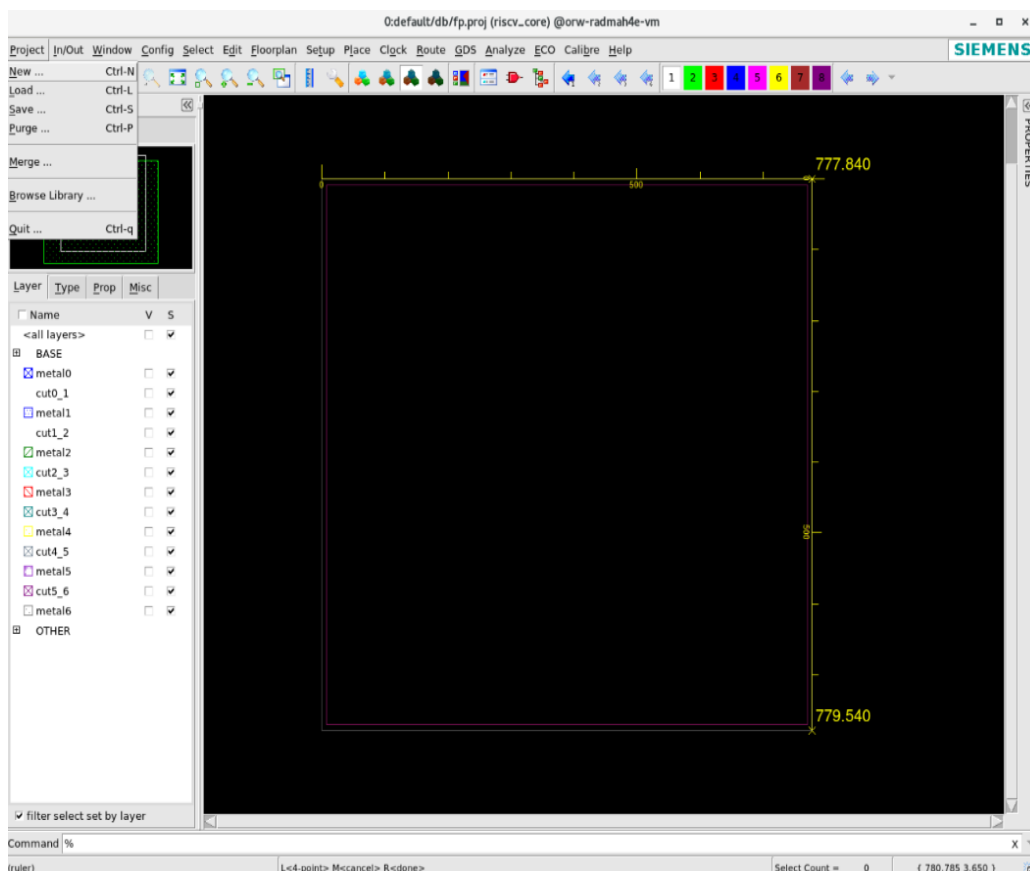 0:default/db/fp.proj (riscv_core) @orw-radmah4e-vm
Project In/Out Window Config Select Edit Floorplan Setup Place Clock Route GDS Analyze ECO Calibre Help
SIEMENS
New ... Ctrl-N
Load ... Ctrl-L
Save ... Ctrl-S
Purge ... Ctrl-P
Merge ...
Browse Library ...
Quit ... Ctrl-q
1 2 3 4 5 6 7 8
PROPERTIES
777.840
0 500 0
500
779.540
Layer Type Prop Misc
Name V S
<all layers>
BASE
metal0
cut0_1
metal1
cut1_2
metal2
cut2_3
metal3
cut3_4
metal4
cut4_5
metal5
cut5_6
metal6
OTHER
filter select set by layer
Command %
X
(ruler) L<4-point> M<cancel> R<done> Select Count = 0 ( 780.785 3.650 )